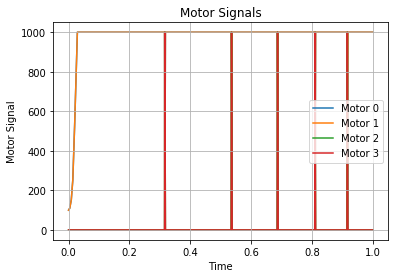 Motor Signals
Motor Signal
1000
800
600
400
200
0
Motor 0
Motor 1
Motor 2
Motor 3
0.0
0.2
0.4
0.6
0.8
1.0
Time